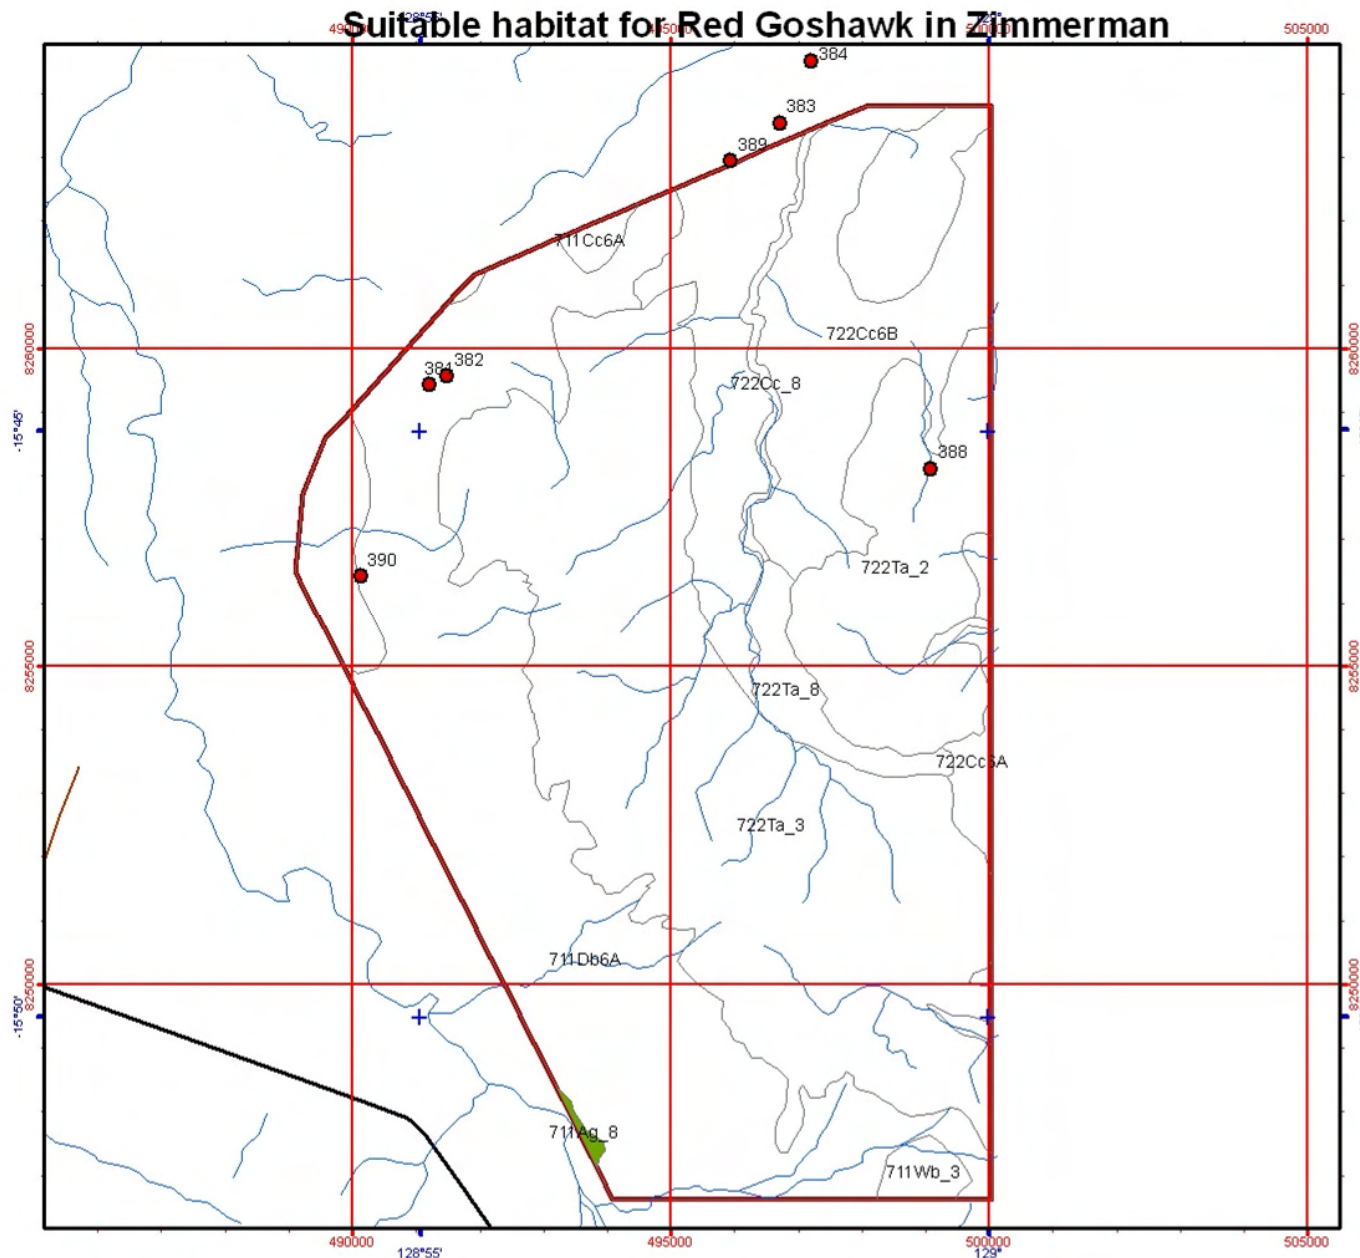 Suitable habitat for Red Goshawk in Zimmerman
490000
495000
500000
505000
128°55'
129°
384
383
389
711Cc6A
722Cc6B
8260000
8260000
381
382
722Cc_8
-15°45'
388
390
722Ta_2
8255000
8255000
722Ta_8
722Cc6A
722Ta_3
711Db6A
8250000
8250000
-15°50'
711Ag_8
711Wb_3
490000
495000
500000
505000
128°55'
129°